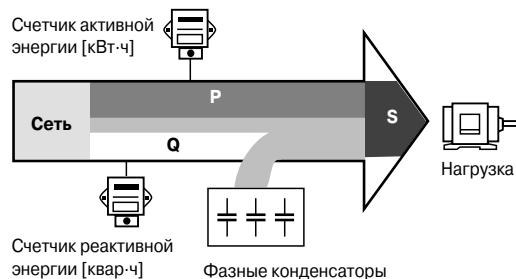 Счетчик активной
энергии [кВт·ч]
P
Сеть
S
Q
Нагрузка
Счетчик реактивной
энергии [квар·ч]
Фазные конденсаторы